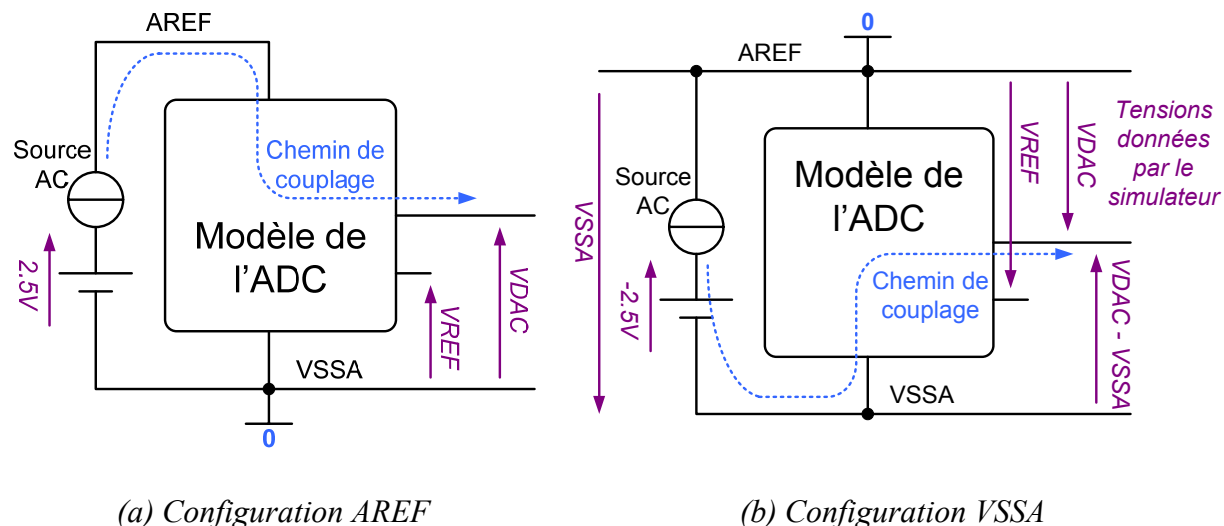 AREF
Source
AC
2.5V
Chemin de
couplage
Modèle de
l'ADC
VREF
VDAC
VSSA
0
(a) Configuration AREF
0
AREF
VSSA
Source
AC
-2.5V
Modèle de
l'ADC
Chemin de
couplage
VREF
VDAC
Tensions
données
par le
simulateur
VDAC - VSSA
VSSA
(b) Configuration VSSA